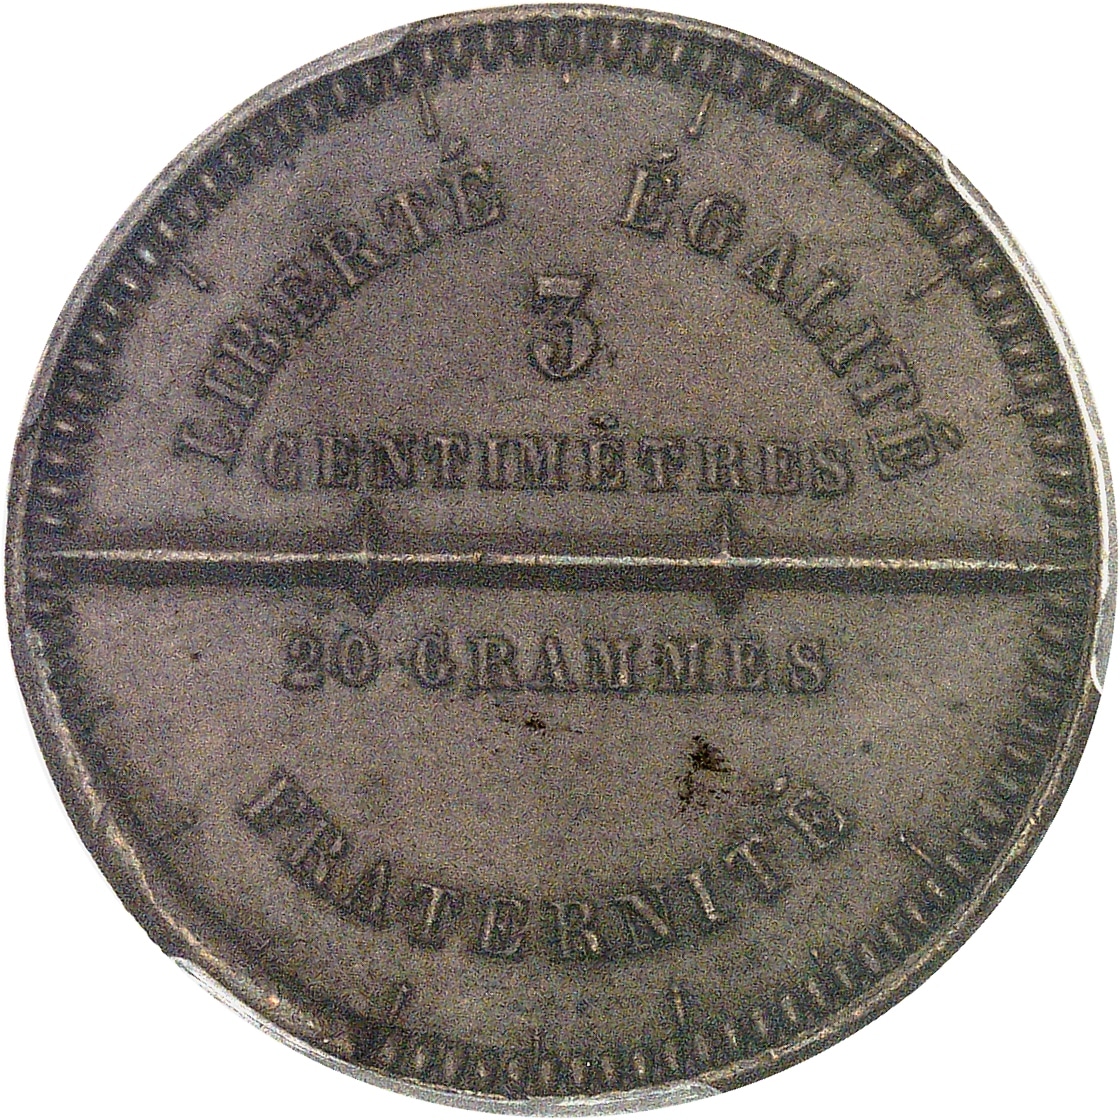 LIBERTÉ ÉGALITÉ
3
CENTIMÈTRES
20 GRAMMES
FRATERNITÉ